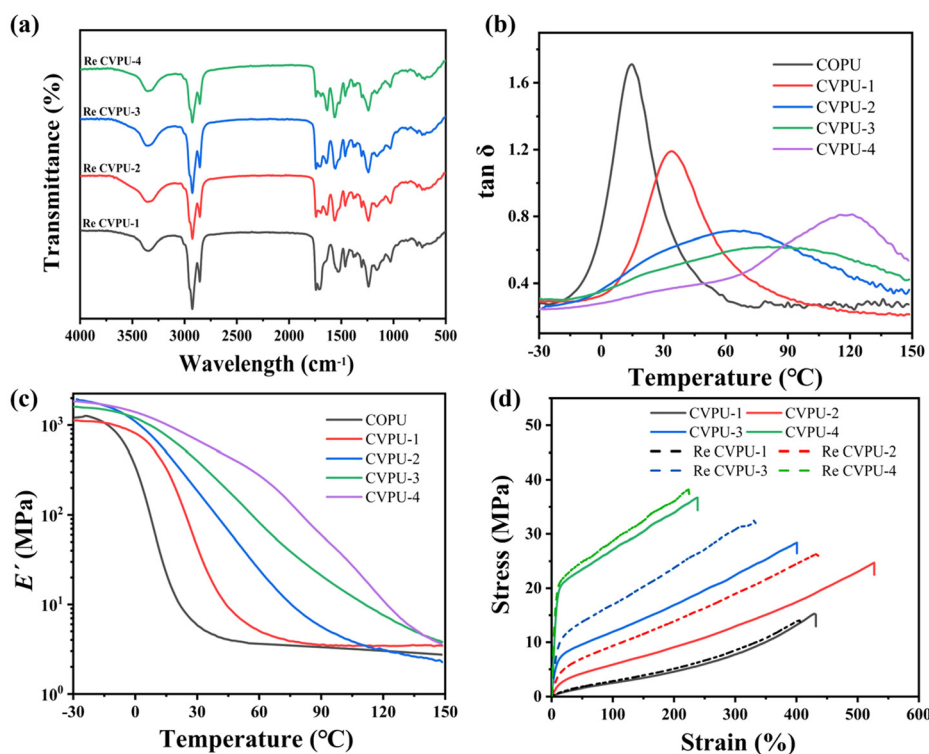 (a)
Re CVPU-4
Re CVPU-3
Re CVPU-2
Re CVPU-1
Transmittance (%)
4000 3500 3000 2500 2000 1500 1000 500
Wavelength (cm-1)
(b)
COPU
CVPU-1
CVPU-2
CVPU-3
CVPU-4
1.6
1.2
0.8
0.4
tan δ
-30 0 30 60 90 120 150
Temperature (℃)
(c)
COPU
CVPU-1
CVPU-2
CVPU-3
CVPU-4
10³
10²
10¹
10⁰
E′ (MPa)
-30 0 30 60 90 120 150
Temperature (℃)
(d)
CVPU-1 CVPU-2
CVPU-3 CVPU-4
Re CVPU-1 Re CVPU-2
Re CVPU-3 Re CVPU-4
50
40
30
20
10
0
Stress (MPa)
0 100 200 300 400 500 600
Strain (%)